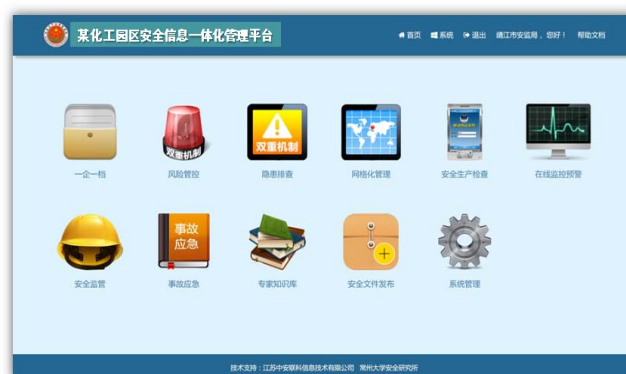 某化工园区安全信息一体化管理平台
首页 系统 退出 靖江市安监局，您好！ 帮助文档
双重机制
双重机制
一企一档 风险管控 隐患排查 网格化管理 安全生产检查 在线监控预警
事故
应急
安全监管 事故应急 专家知识库 安全文件发布 系统管理
技术支持：江苏中安联科信息技术有限公司 常州大学安全研究所